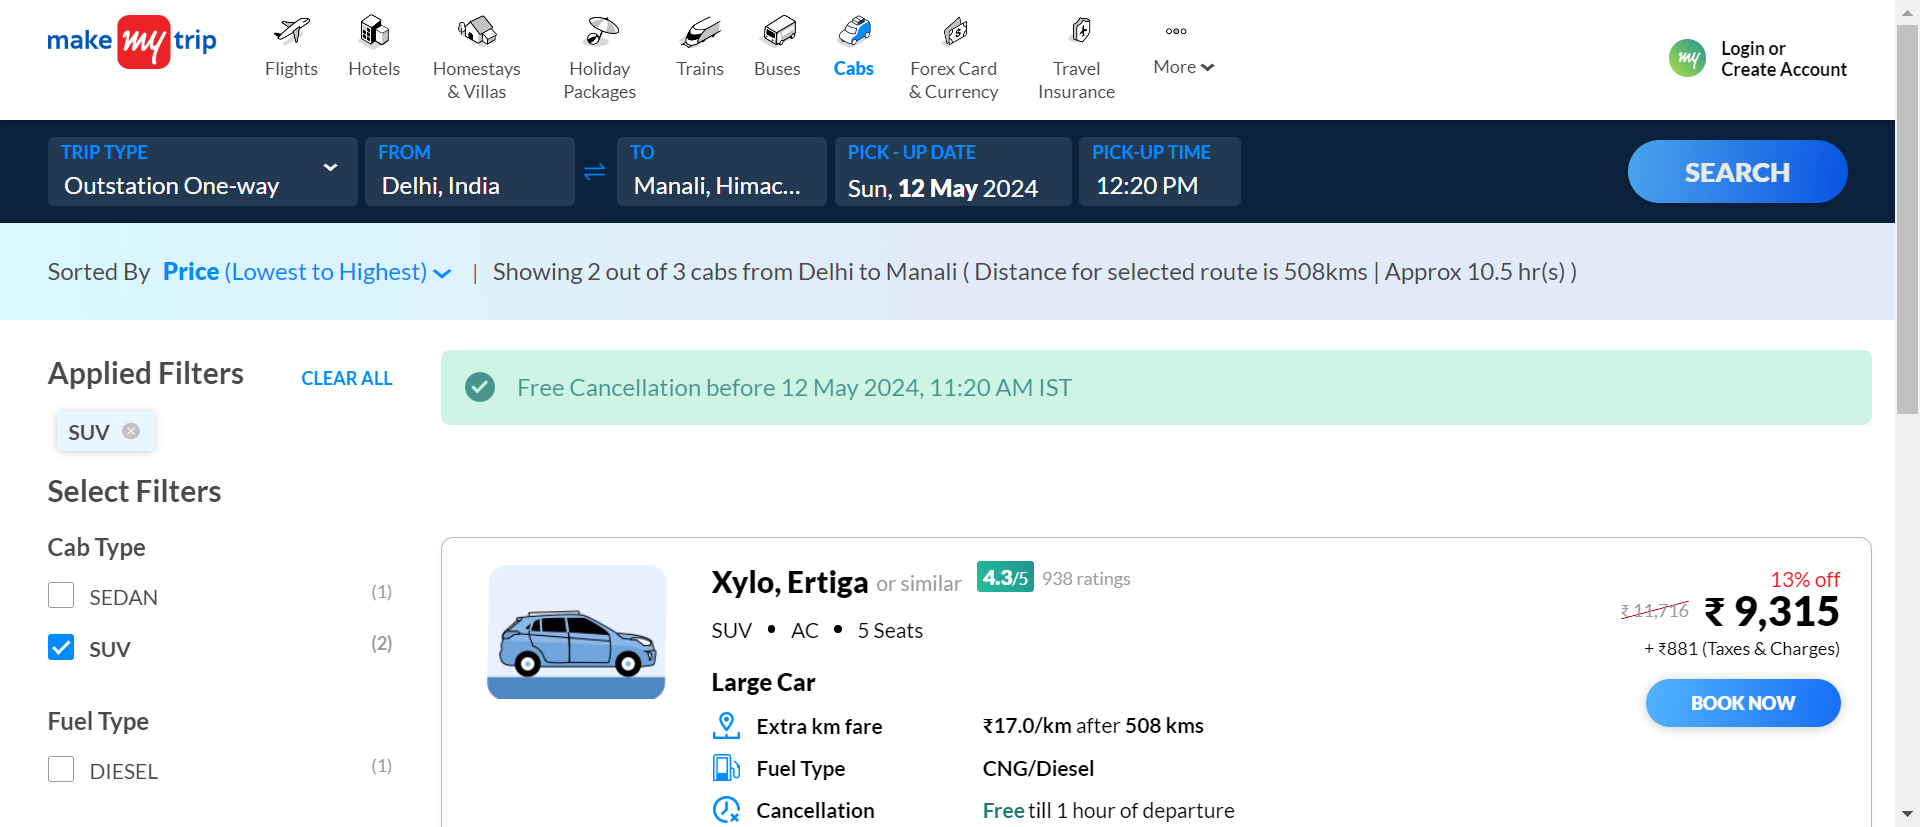 make my trip
Flights
Hotels
Homestays
& Villas
Holiday
Packages
Trains
Buses
Cabs
Forex Card
& Currency
Travel
Insurance
More
my
Login or
Create Account
TRIP TYPE
Outstation One-way
FROM
Delhi, India
TO
Manali, Himac...
PICK - UP DATE
Sun, 12 May 2024
PICK-UP TIME
12:20 PM
SEARCH
Sorted By Price (Lowest to Highest) | Showing 2 out of 3 cabs from Delhi to Manali ( Distance for selected route is 508kms | Approx 10.5 hr(s) )
Applied Filters
CLEAR ALL
SUV
Select Filters
Cab Type
SEDAN (1)
SUV (2)
Fuel Type
DIESEL (1)
Free Cancellation before 12 May 2024, 11:20 AM IST
Xylo, Ertiga or similar 4.3/5 938 ratings
SUV • AC • 5 Seats
Large Car
Extra km fare ₹17.0/km after 508 kms
Fuel Type CNG/Diesel
Cancellation Free till 1 hour of departure
13% off
₹ 11,716 ₹ 9,315
+ ₹881 (Taxes & Charges)
BOOK NOW